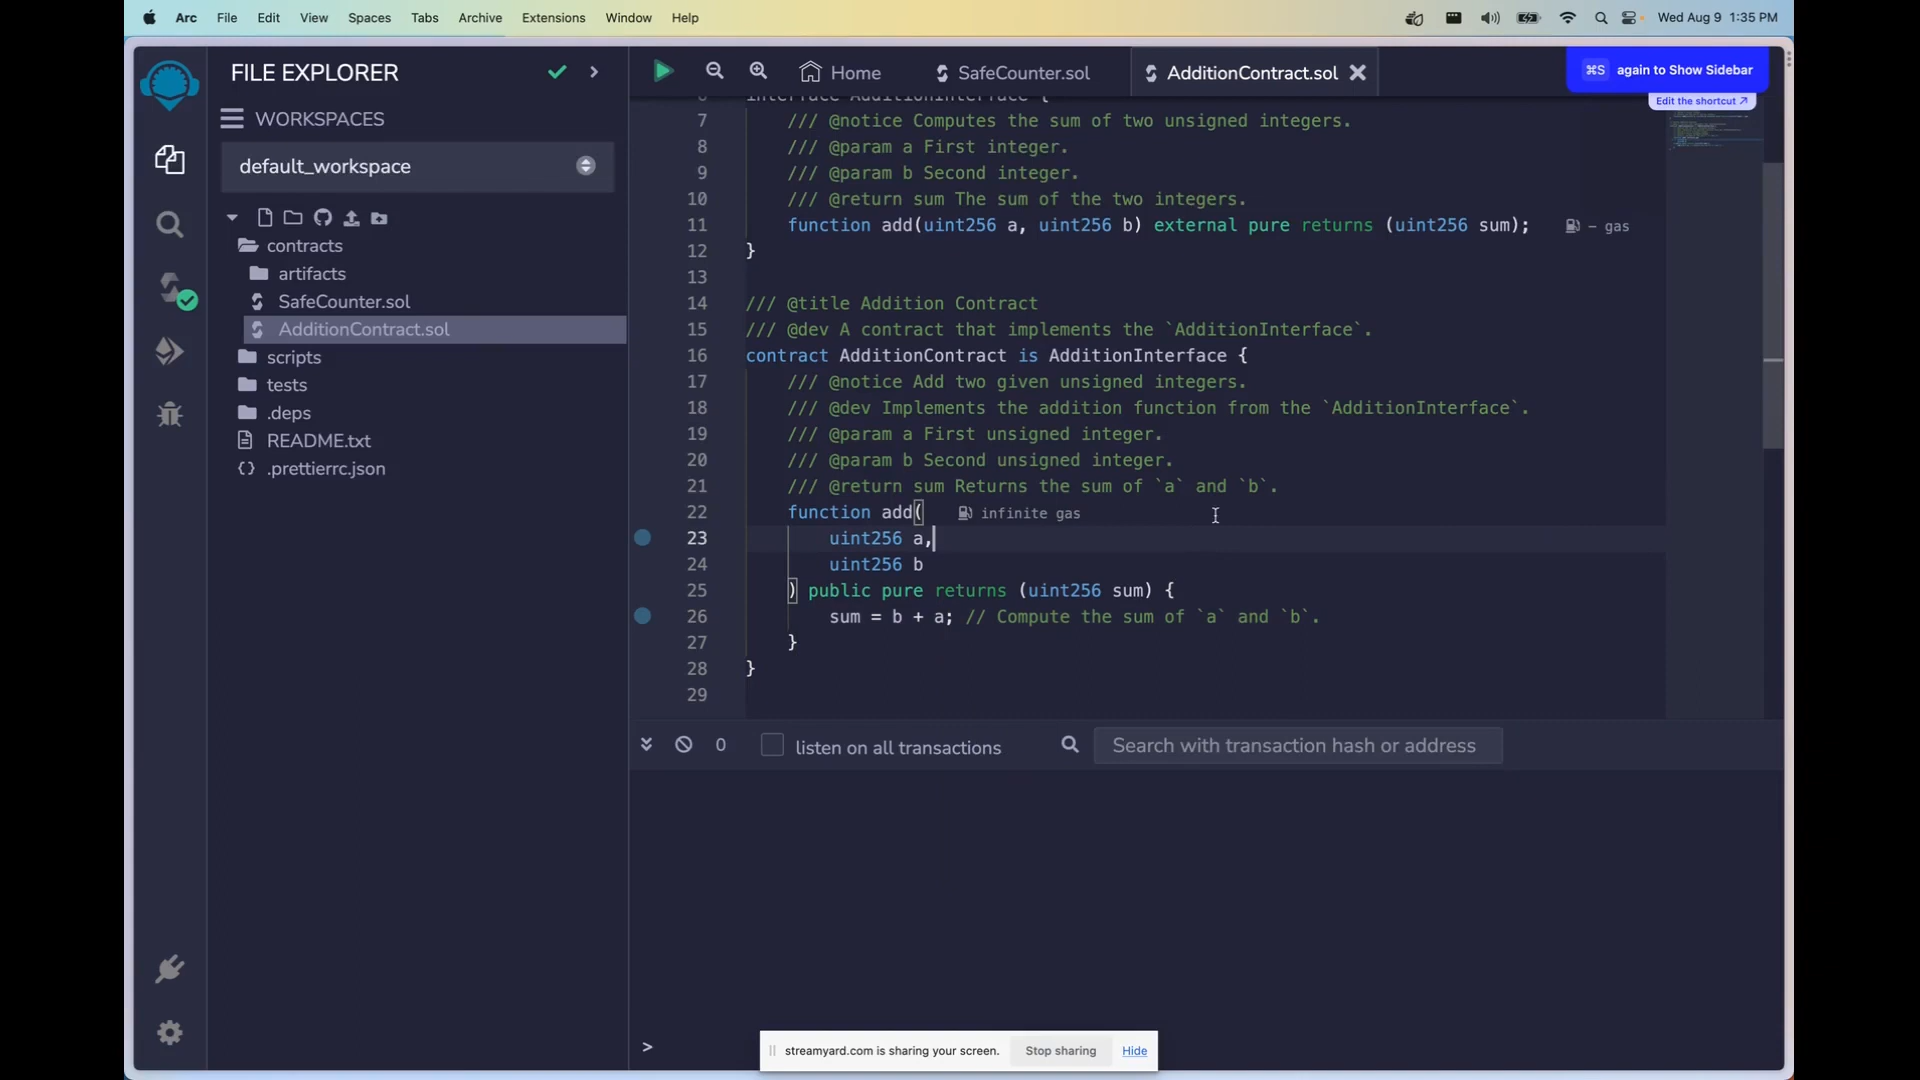 Arc File Edit View Spaces Tabs Archive Extensions Window Help Wed Aug 9 1:35 PM
FILE EXPLORER
Home
SafeCounter.sol
AdditionContract.sol
⌘S again to Show Sidebar
Edit the shortcut ↗
WORKSPACES
default_workspace
contracts
artifacts
SafeCounter.sol
AdditionContract.sol
scripts
tests
.deps
README.txt
.prettierrc.json
interface AdditionInterface {
7 /// @notice Computes the sum of two unsigned integers.
8 /// @param a First integer.
9 /// @param b Second integer.
10 /// @return sum The sum of the two integers.
11 function add(uint256 a, uint256 b) external pure returns (uint256 sum); - gas
12 }
13
14 /// @title Addition Contract
15 /// @dev A contract that implements the `AdditionInterface`.
16 contract AdditionContract is AdditionInterface {
17 /// @notice Add two given unsigned integers.
18 /// @dev Implements the addition function from the `AdditionInterface`.
19 /// @param a First unsigned integer.
20 /// @param b Second unsigned integer.
21 /// @return sum Returns the sum of `a` and `b`.
22 function add( infinite gas
23 uint256 a,
24 uint256 b
25 ) public pure returns (uint256 sum) {
26 sum = b + a; // Compute the sum of `a` and `b`.
27 }
28 }
29
0 listen on all transactions Search with transaction hash or address
>
streamyard.com is sharing your screen. Stop sharing Hide